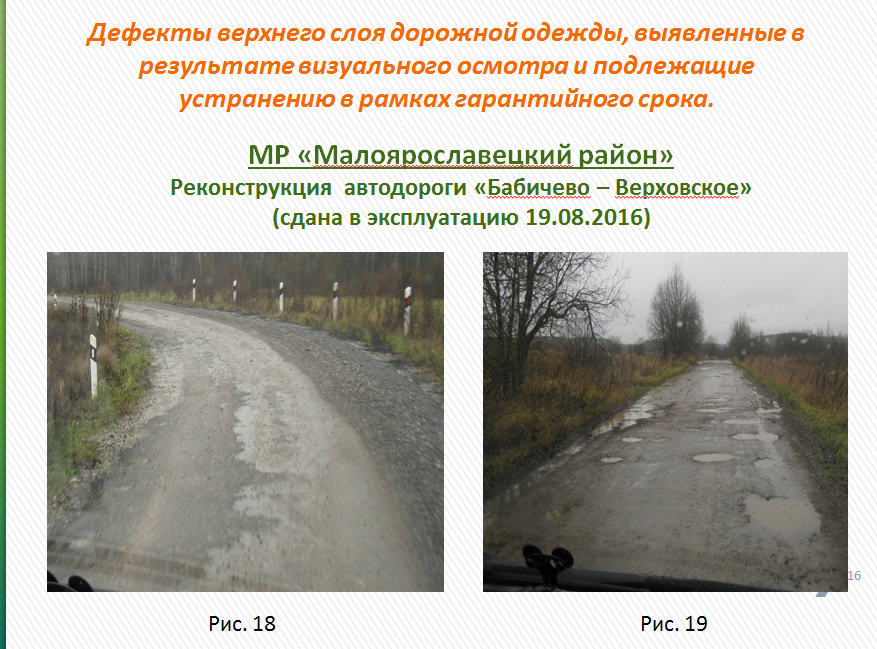 Дефекты верхнего слоя дорожной одежды, выявленные в
результате визуального осмотра и подлежащие
устранению в рамках гарантийного срока.
МР «Малоярославецкий район»
Реконструкция автодороги «Бабичево – Верховское»
(сдана в эксплуатацию 19.08.2016)
16
Рис. 18
Рис. 19